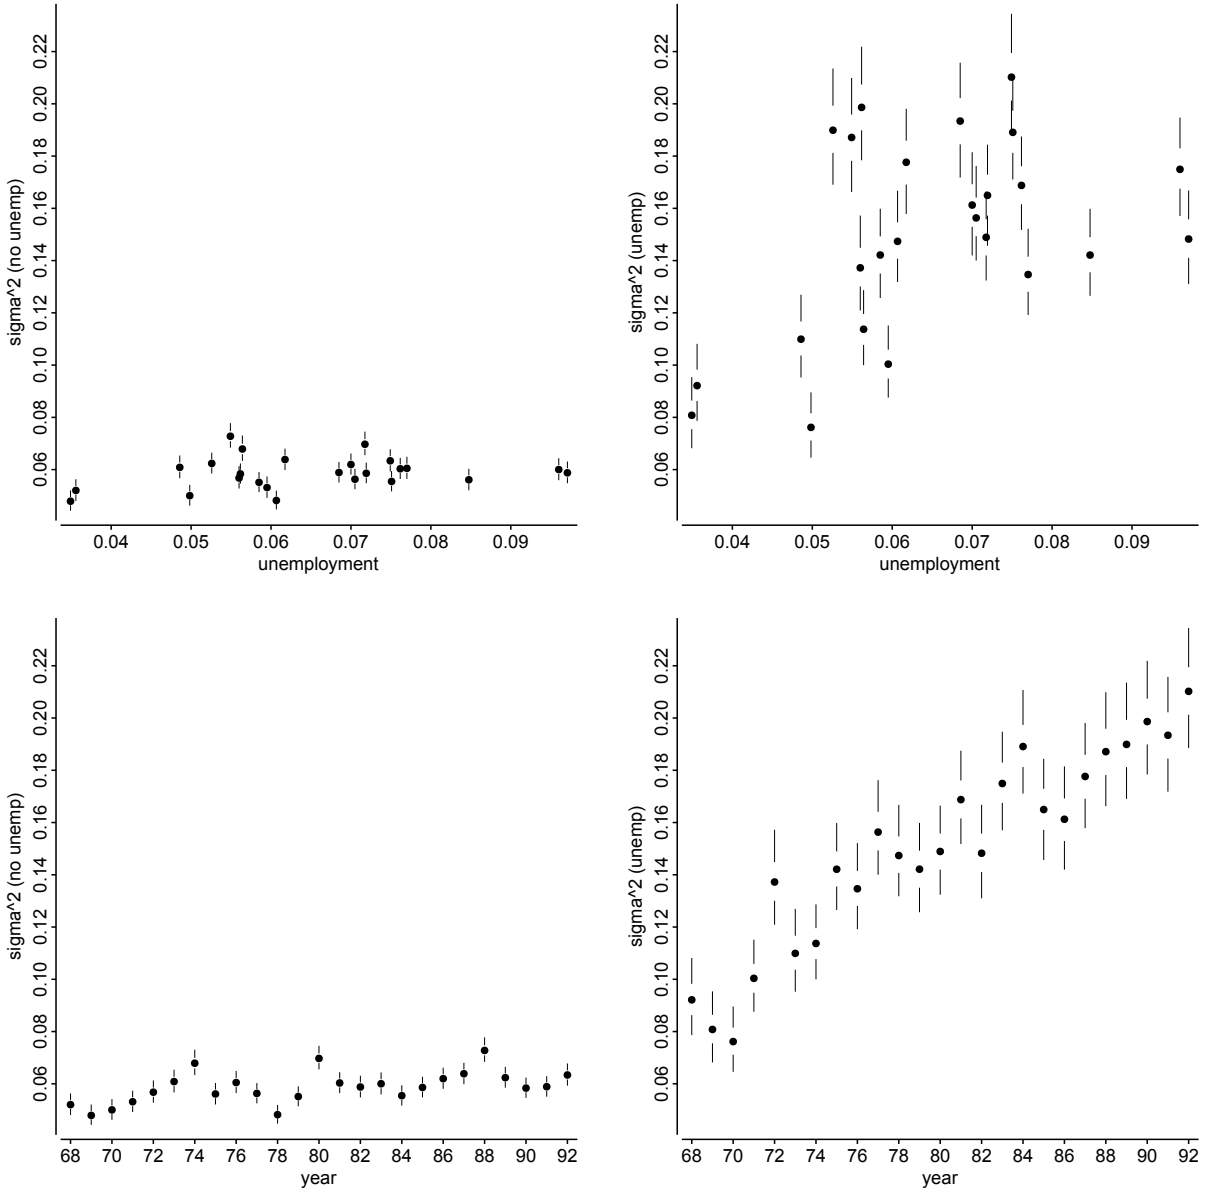 sigma^2 (no unemp)
0.06 0.08 0.10 0.12 0.14 0.16 0.18 0.20 0.22
0.04 0.05 0.06 0.07 0.08 0.09
unemployment
sigma^2 (unemp)
0.06 0.08 0.10 0.12 0.14 0.16 0.18 0.20 0.22
0.04 0.05 0.06 0.07 0.08 0.09
unemployment
sigma^2 (no unemp)
0.06 0.08 0.10 0.12 0.14 0.16 0.18 0.20 0.22
68 70 72 74 76 78 80 82 84 86 88 90 92
year
sigma^2 (unemp)
0.06 0.08 0.10 0.12 0.14 0.16 0.18 0.20 0.22
68 70 72 74 76 78 80 82 84 86 88 90 92
year